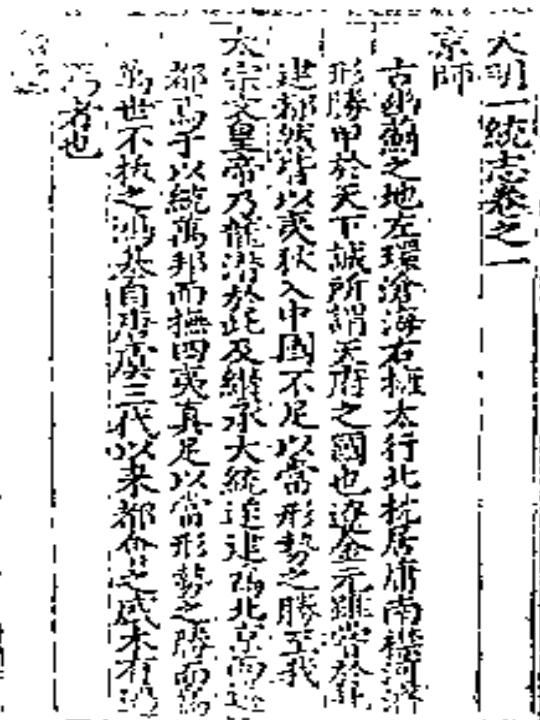 大明一統志卷之一
京師
古幽薊之地左環滄海右擁太行北枕居庸南襟河濟
形勝甲於天下誠所謂天府之國也遼金元雖嘗於此
建都然皆以夷狄入中國不足以當形勢之勝至我
太宗文皇帝乃龍潛於此及繼承大統遂建為北京而遷
都焉于以統萬邦而撫四夷真足以當形勢之勝而為
萬世不拔之鴻基自唐虞三代以来都會之盛未有過
焉者也